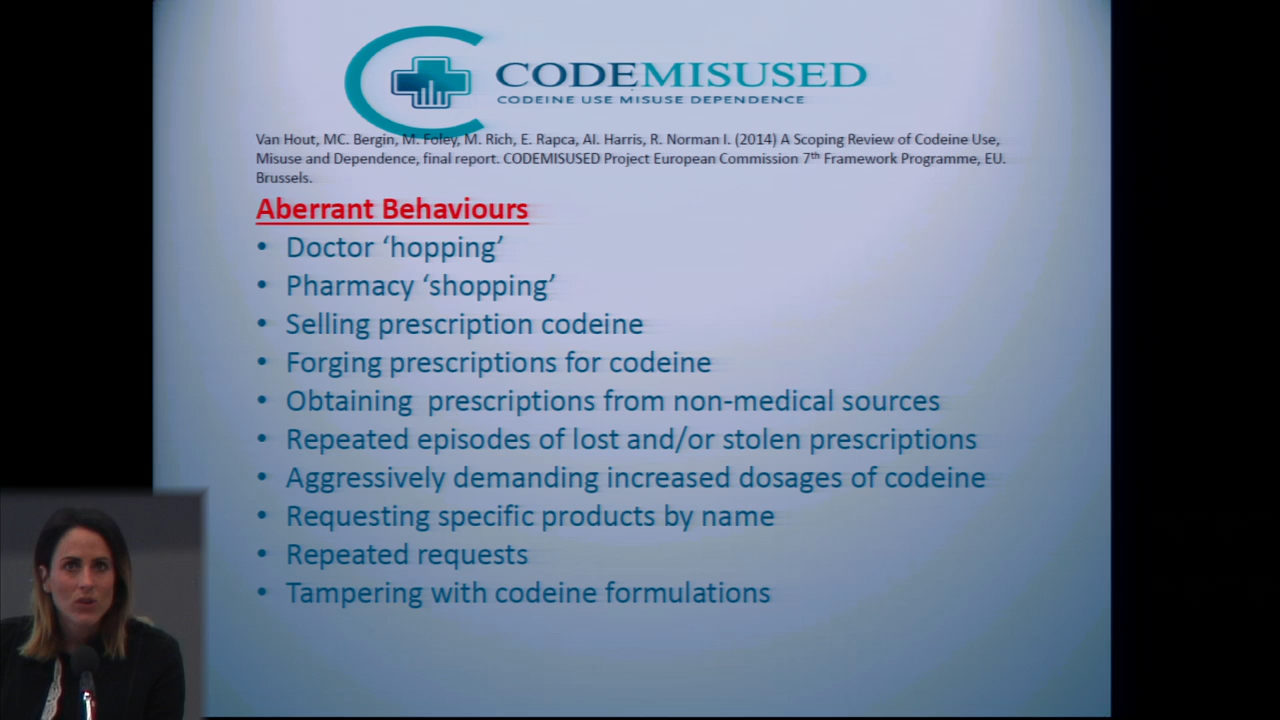 CODEMISUSED
CODEINE USE MISUSE DEPENDENCE
Van Hout, MC. Bergin, M. Foley, M. Rich, E. Rapca, AI. Harris, R. Norman I. (2014) A Scoping Review of Codeine Use,
Misuse and Dependence, final report. CODEMISUSED Project European Commission 7th Framework Programme, EU.
Brussels.
Aberrant Behaviours
• Doctor ‘hopping’
• Pharmacy ‘shopping’
• Selling prescription codeine
• Forging prescriptions for codeine
• Obtaining  prescriptions from non-medical sources
• Repeated episodes of lost and/or stolen prescriptions
• Aggressively demanding increased dosages of codeine
• Requesting specific products by name
• Repeated requests
• Tampering with codeine formulations